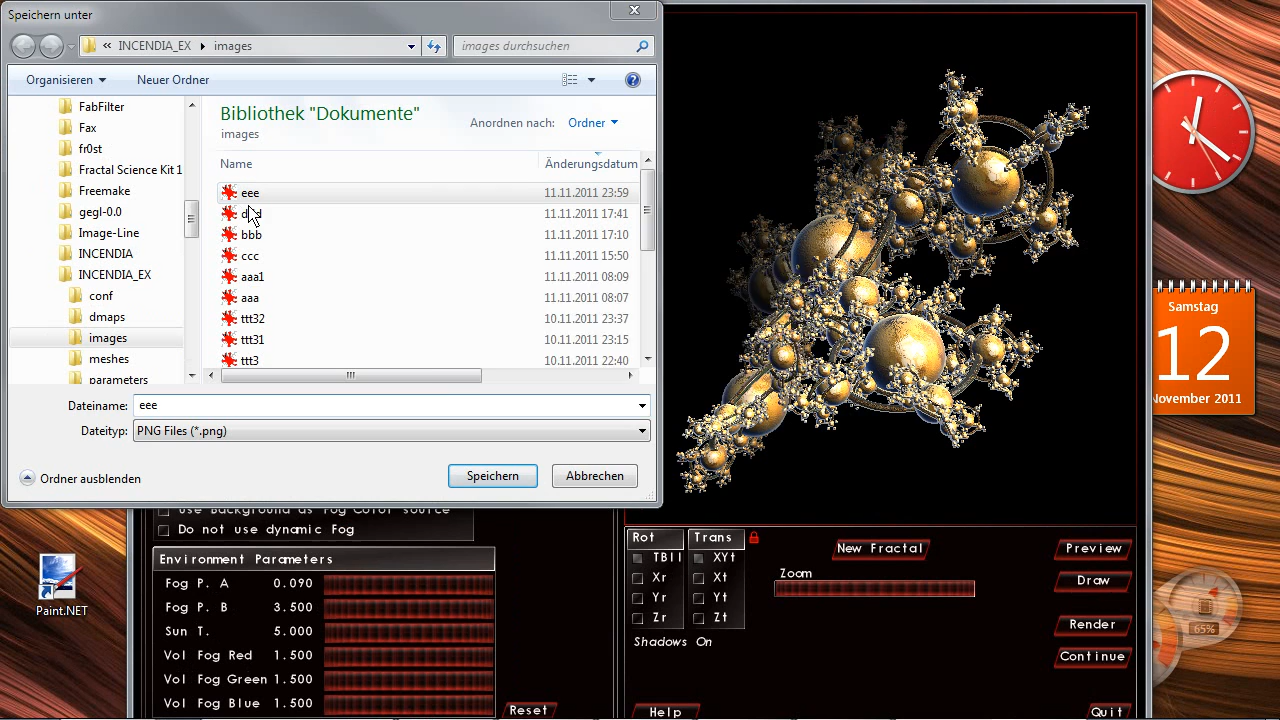 Speichern unter
« INCENDIA_EX ▸ images
images durchsuchen
Organisieren
Neuer Ordner
FabFilter
Fax
fr0st
Fractal Science Kit 1
Freemake
gegl-0.0
Image-Line
INCENDIA
INCENDIA_EX
conf
dmaps
images
meshes
parameters
Bibliothek "Dokumente"
images
Anordnen nach: Ordner
Name Änderungsdatum
eee 11.11.2011 23:59
11.11.2011 17:41
bbb 11.11.2011 17:10
ccc 11.11.2011 15:50
aaa1 11.11.2011 08:09
aaa 11.11.2011 08:07
ttt32 10.11.2011 23:37
ttt31 10.11.2011 23:15
ttt3 10.11.2011 22:40
Dateiname: eee
Dateityp: PNG Files (*.png)
Ordner ausblenden
Speichern
Abbrechen
Use Background as Fog Color source
Do not use dynamic Fog
Environment Parameters
Fog P. A 0.090
Fog P. B 3.500
Sun T. 5.000
Vol Fog Red 1.500
Vol Fog Green 1.500
Vol Fog Blue 1.500
Reset
Rot Trans
TBll XYt
Xr Xt
Yr Yt
Zr Zt
Shadows On
New Fractal
Zoom
Preview
Draw
Render
Continue
Help
Quit
Paint.NET
Samstag
12
November 2011
65%